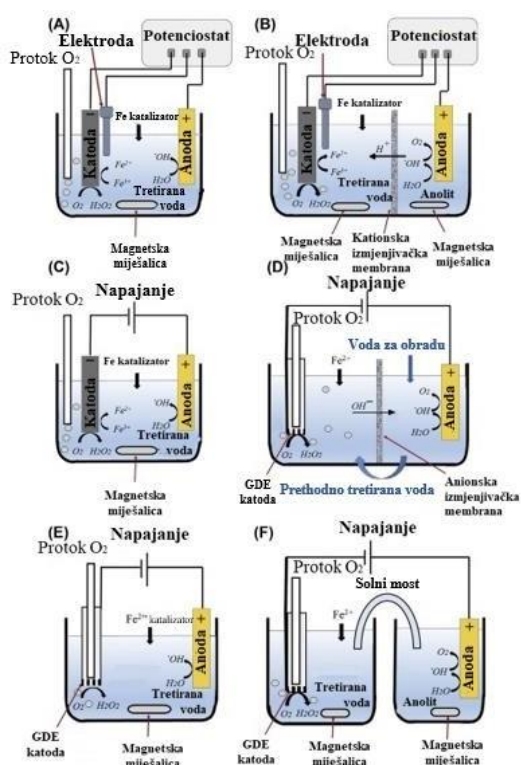 (A)
Elektroda
Potenciostat
Protok O₂
Fe katalizator
Katoda
−
+
Anoda
Fe²⁺
Fe³⁺
•OH
H₂O
O₂ H₂O₂
Tretirana
voda
Magnetska
miješalica
(B)
Elektroda
Potenciostat
Protok O₂
Fe katalizator
Katoda
−
+
Anoda
H⁺
O₂
•OH
H₂O
O₂ H₂O₂
Tretirana
voda
Anolit
Magnetska
miješalica
Kationska
izmjenjivačka
membrana
Magnetska
miješalica
(C)
Napajanje
Protok O₂
Fe katalizator
Katoda
−
+
Anoda
Fe³⁺
•OH
H₂O
O₂ H₂O₂
Tretirana
voda
Magnetska
miješalica
(D)
Napajanje
Protok O₂
Fe²⁺
Voda za obradu
OH⁻
+
Anoda
O₂
•OH
H₂O
O₂ H₂O₂
GDE
katoda
Prethodno tretirana voda
Anionska
izmjenjivačka
membrana
(E)
Napajanje
Protok O₂
katalizator
+
Anoda
•OH
H₂O
O₂ H₂O₂
Tretirana
voda
GDE
katoda
Magnetska
miješalica
(F)
Napajanje
Protok O₂
Solni most
Fe²⁺
+
Anoda
O₂
•OH
H₂O
O₂ H₂O₂
Tretirana
voda
Anolit
GDE
katoda
Magnetska
miješalica
Magnetska
miješalica